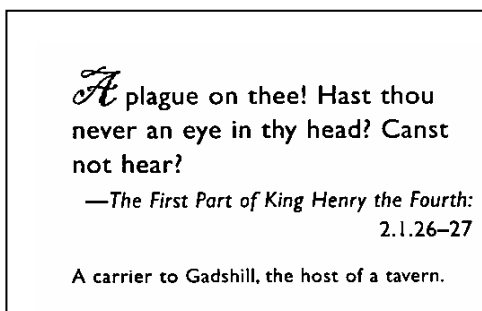 A plague on thee! Hast thou
never an eye in thy head? Canst
not hear?
—The First Part of King Henry the Fourth:
2.1.26–27
A carrier to Gadshill, the host of a tavern.